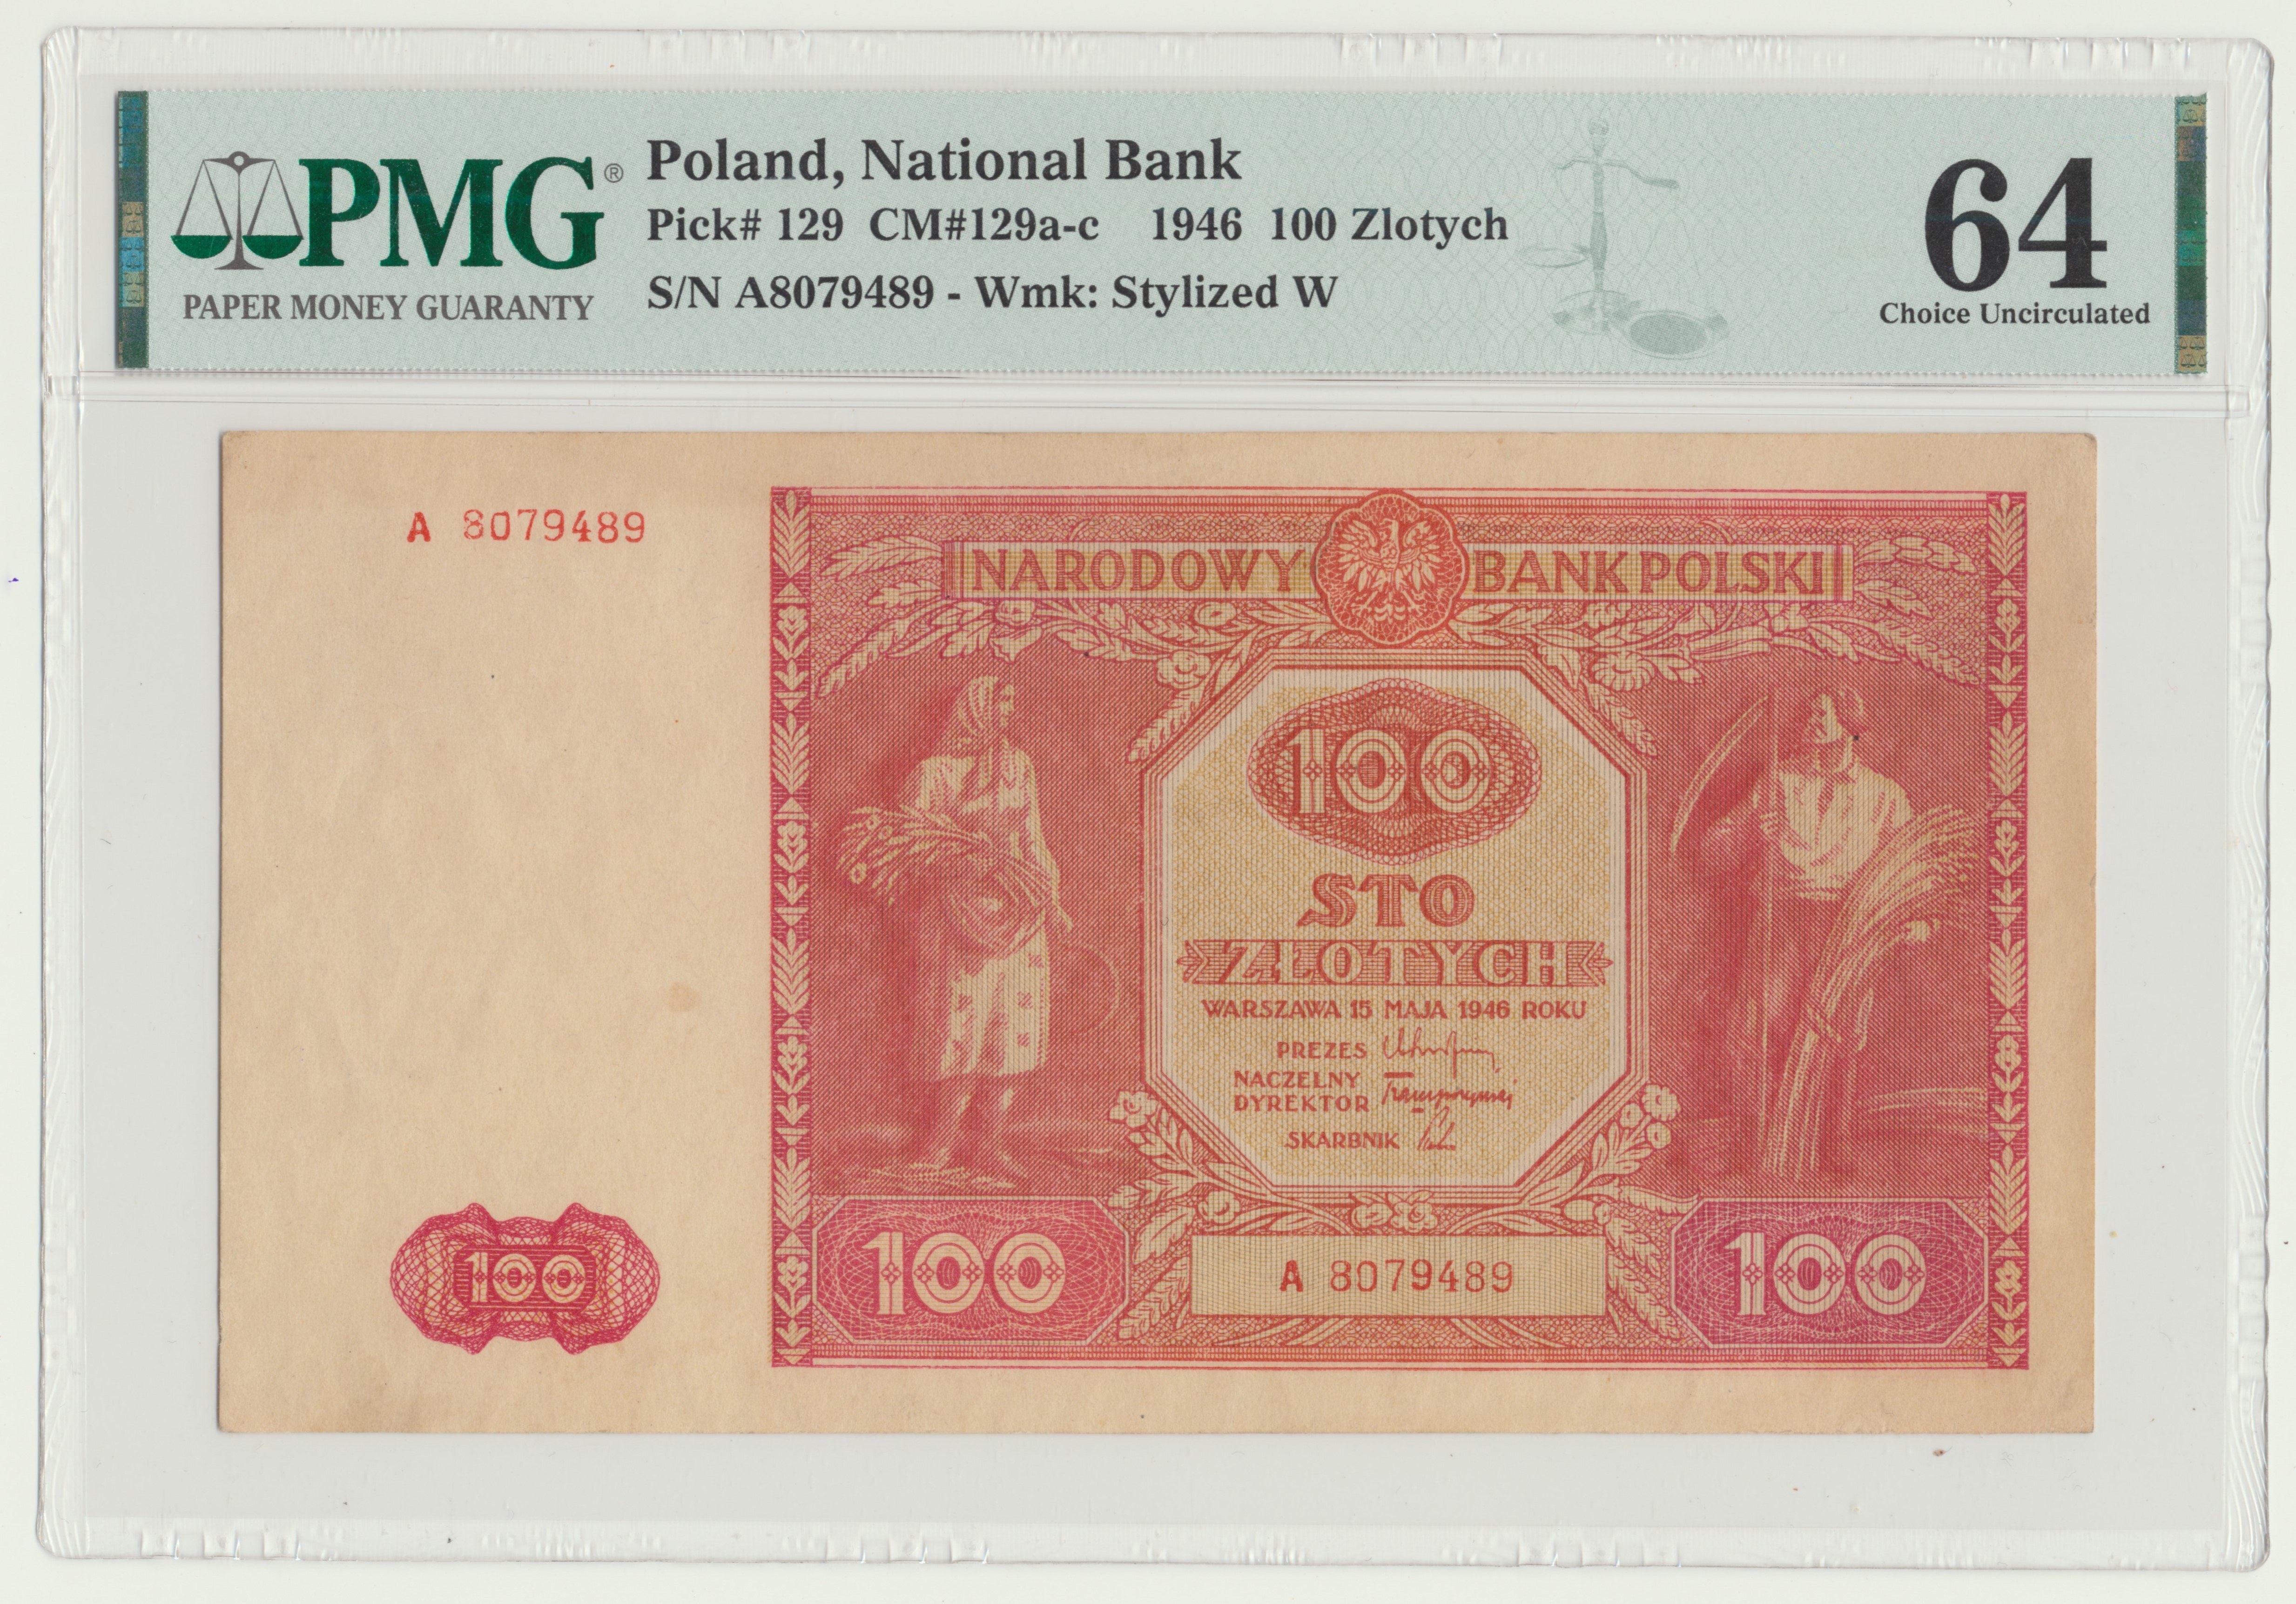 PMG®
PAPER MONEY GUARANTY
Poland, National Bank
Pick# 129 CM#129a-c 1946 100 Zlotych
S/N A8079489 - Wmk: Stylized W
64
Choice Uncirculated
A 8079489
NARODOWY BANK POLSKI
100
STO
ZŁOTYCH
WARSZAWA 15 MAJA 1946 ROKU
PREZES
NACZELNY
DYREKTOR
SKARBNIK
100
100
A 8079489
100